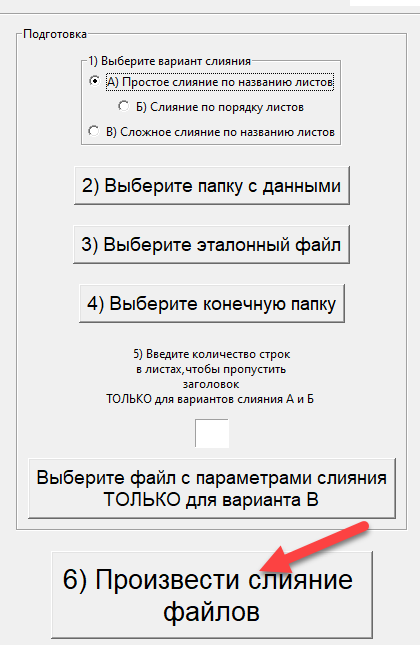 Подготовка
1) Выберите вариант слияния
А) Простое слияние по названию листов
Б) Слияние по порядку листов
В) Сложное слияние по названию листов
2) Выберите папку с данными
3) Выберите эталонный файл
4) Выберите конечную папку
5) Введите количество строк
в листах,чтобы пропустить
заголовок
ТОЛЬКО для вариантов слияния А и Б
Выберите файл с параметрами слияния
ТОЛЬКО для варианта В
6) Произвести слияние
файлов